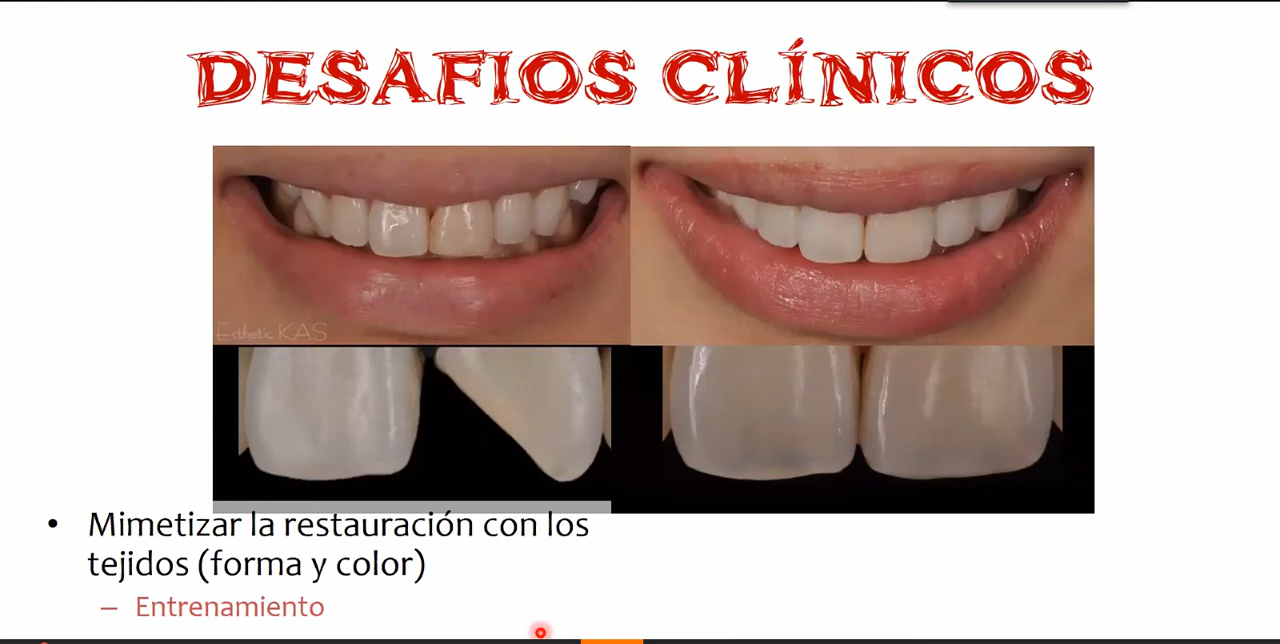 DESAFIOS CLÍNICOS
Esthetic KAS
• Mimetizar la restauración con los
tejidos (forma y color)
– Entrenamiento